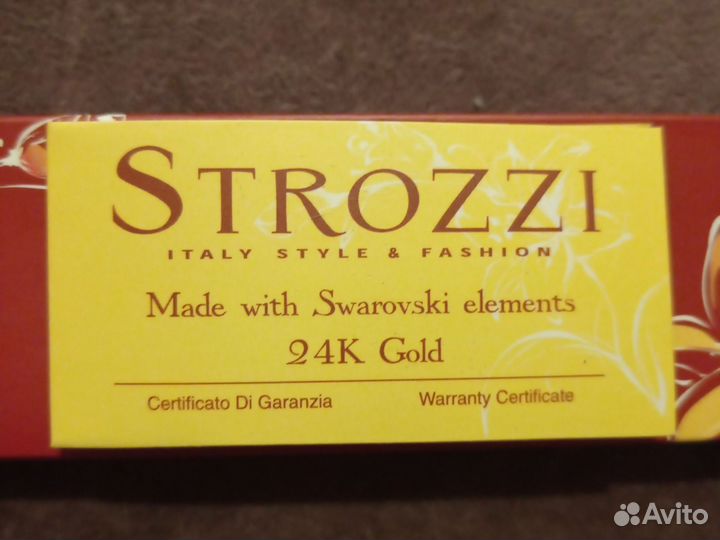 STROZZI
ITALY STYLE & FASHION
Made with Swarovski elements
24K Gold
Certificato Di Garanzia Warranty Certificate
Avito